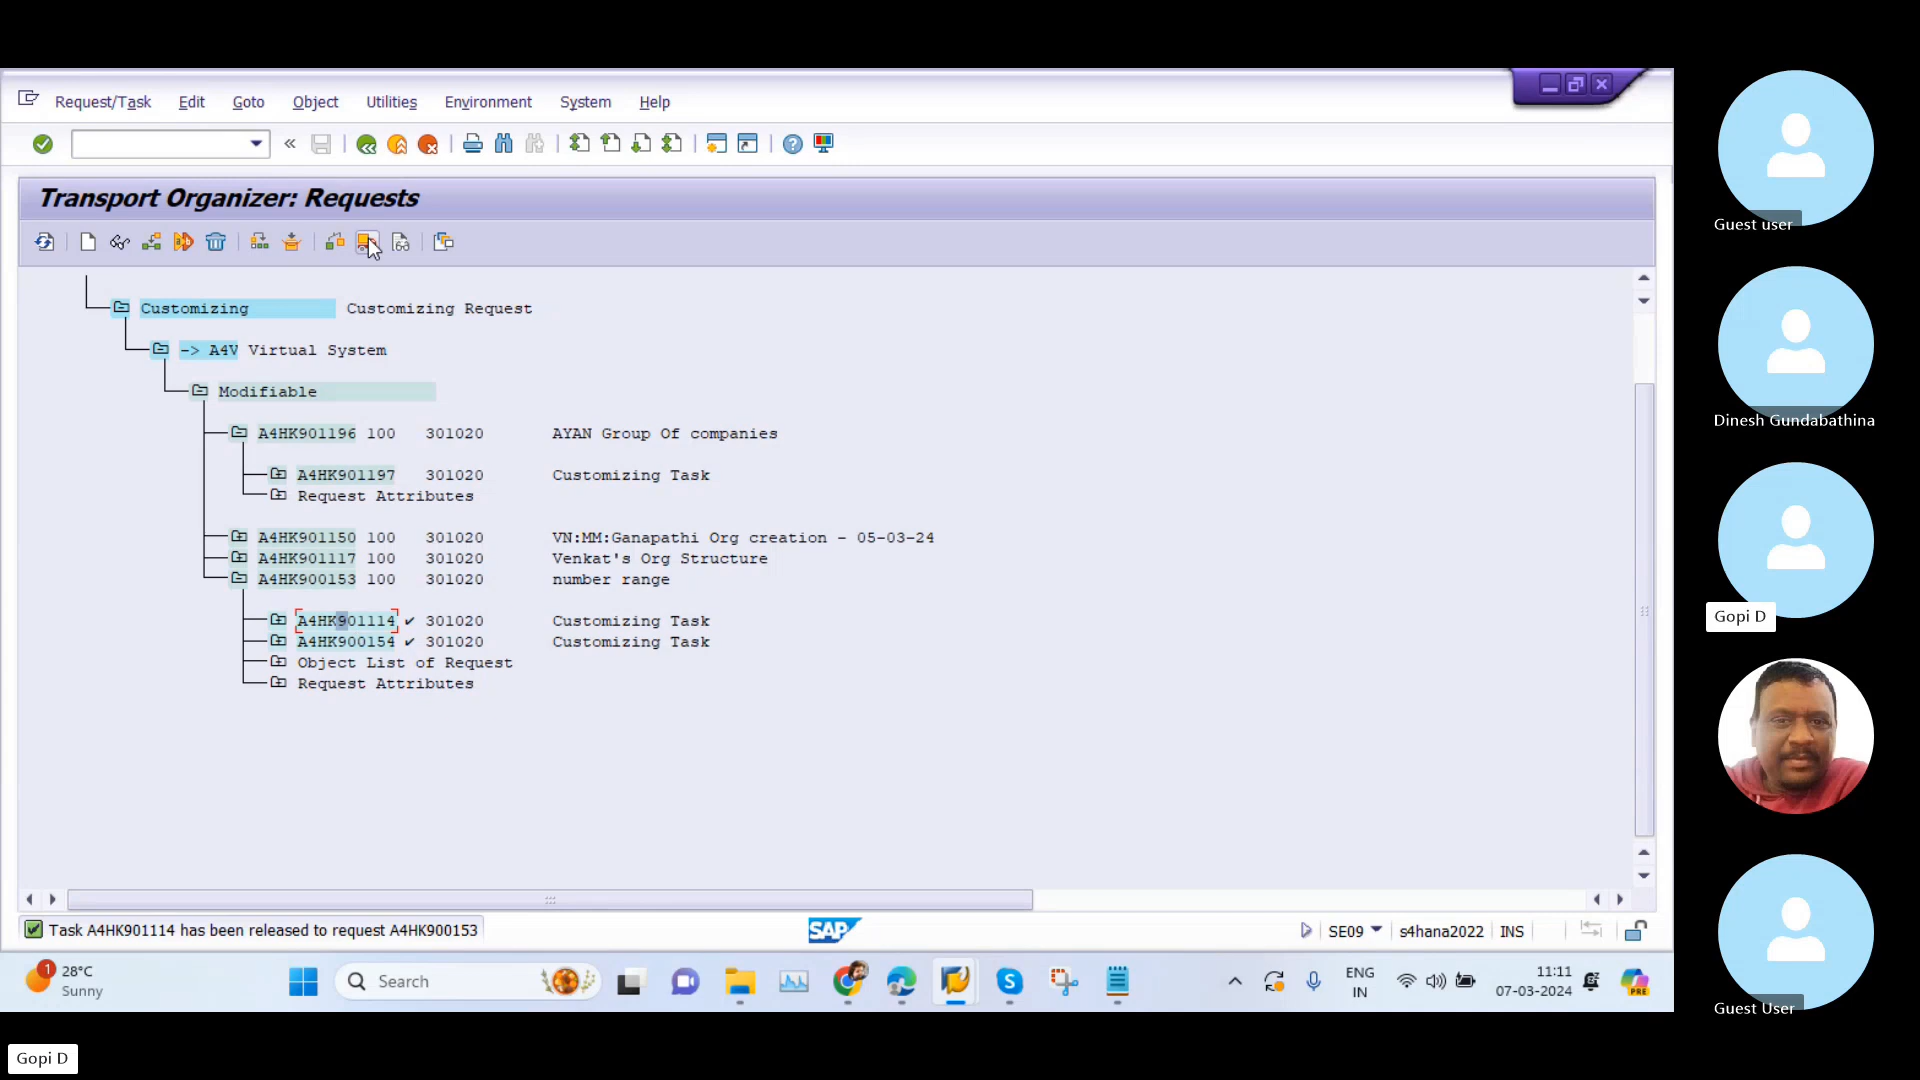 Request/Task Edit Goto Object Utilities Environment System Help
Transport Organizer: Requests
Customizing Customizing Request
-> A4V Virtual System
Modifiable
A4HK901196 100 301020 AYAN Group Of companies
A4HK901197 301020 Customizing Task
Request Attributes
A4HK901150 100 301020 VN:MM:Ganapathi Org creation - 05-03-24
A4HK901117 100 301020 Venkat's Org Structure
A4HK900153 100 301020 number range
A4HK901114 ✔ 301020 Customizing Task
A4HK900154 ✔ 301020 Customizing Task
Object List of Request
Request Attributes
Task A4HK901114 has been released to request A4HK900153
SAP
SE09 s4hana2022 INS
1
28°C
Sunny
Search
PRE
ENG
IN
11:11
07-03-2024
Guest user
Dinesh Gundabathina
Gopi D
Guest User
Gopi D